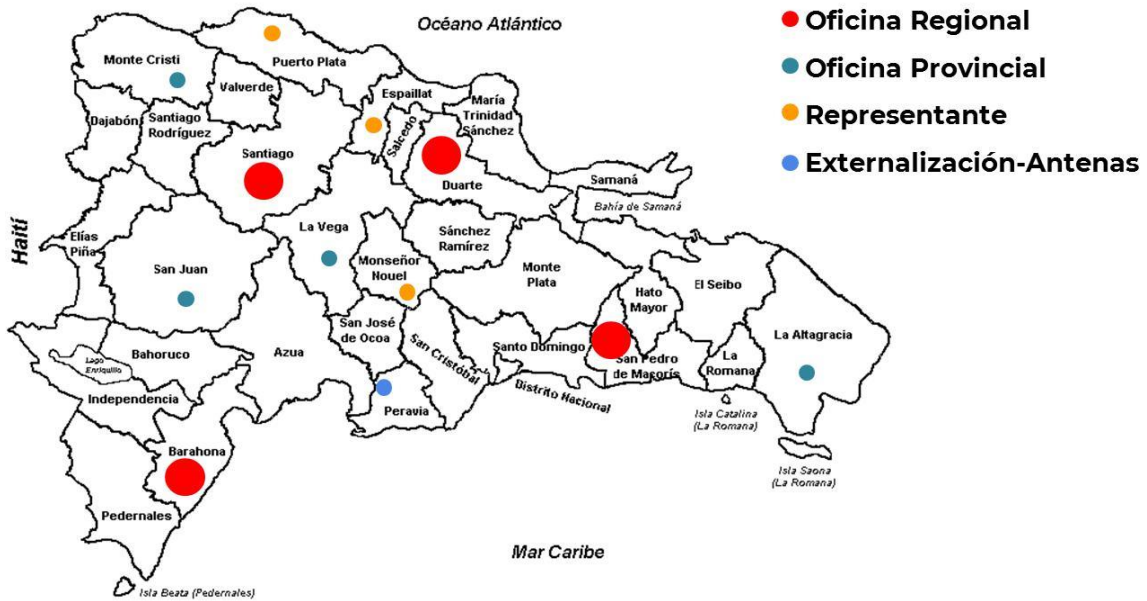 Océano Atlántico
Oficina Regional
Oficina Provincial
Representante
Externalización-Antenas
Monte Cristi
Puerto Plata
Valverde
Espaillat
María
Trinidad
Sánchez
Dajabón
Santiago
Rodríguez
Salcedo
Santiago
Duarte
Samaná
Bahía de Samaná
Haití
Elías
Piña
La Vega
Sánchez
Ramírez
San Juan
Monseñor
Nouel
Monte
Plata
Hato
Mayor
El Seibo
La Altagracia
San José
de Ocoa
San Cristóbal
Santo Domingo
San Pedro
de Macorís
La
Romana
Lago
Enriquillo
Bahoruco
Azua
Independencia
Peravia
Distrito Nacional
Isla Catalina
(La Romana)
Barahona
Isla Saona
(La Romana)
Pedernales
Mar Caribe
Isla Beata (Pedernales)